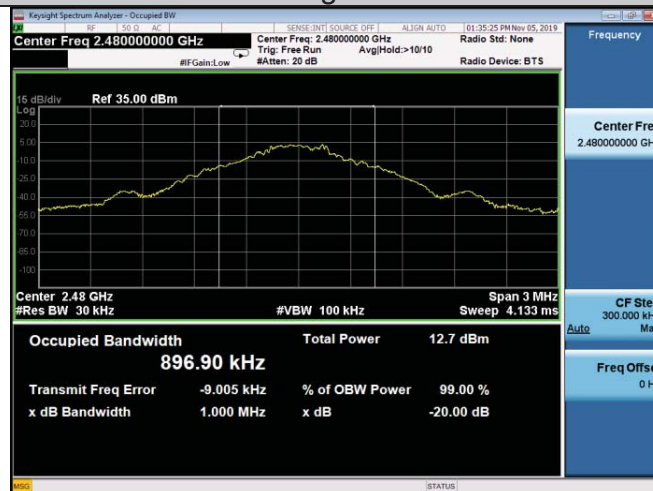 Keysight Spectrum Analyzer - Occupied BW
RF 50 Ω AC SENSE:INT SOURCE OFF ALIGN AUTO 01:35:25 PM Nov 05, 2019
Center Freq 2.480000000 GHz
Center Freq: 2.480000000 GHz Radio Std: None
Trig: Free Run Avg|Hold:>10/10
#IFGain:Low #Atten: 20 dB Radio Device: BTS
Frequency
15 dB/div Ref 35.00 dBm
Log
20.0
5.00
-10.0
-25.0
-40.0
-55.0
-70.0
-85.0
-100
Center Fre
2.480000000 GH
Center 2.48 GHz Span 3 MHz
#Res BW 30 kHz #VBW 100 kHz Sweep 4.133 ms
CF Ste
300.000 kH
Auto Ma
Occupied Bandwidth Total Power 12.7 dBm
896.90 kHz
Transmit Freq Error -9.005 kHz % of OBW Power 99.00 %
x dB Bandwidth 1.000 MHz x dB -20.00 dB
Freq Offse
0 H
MSG STATUS